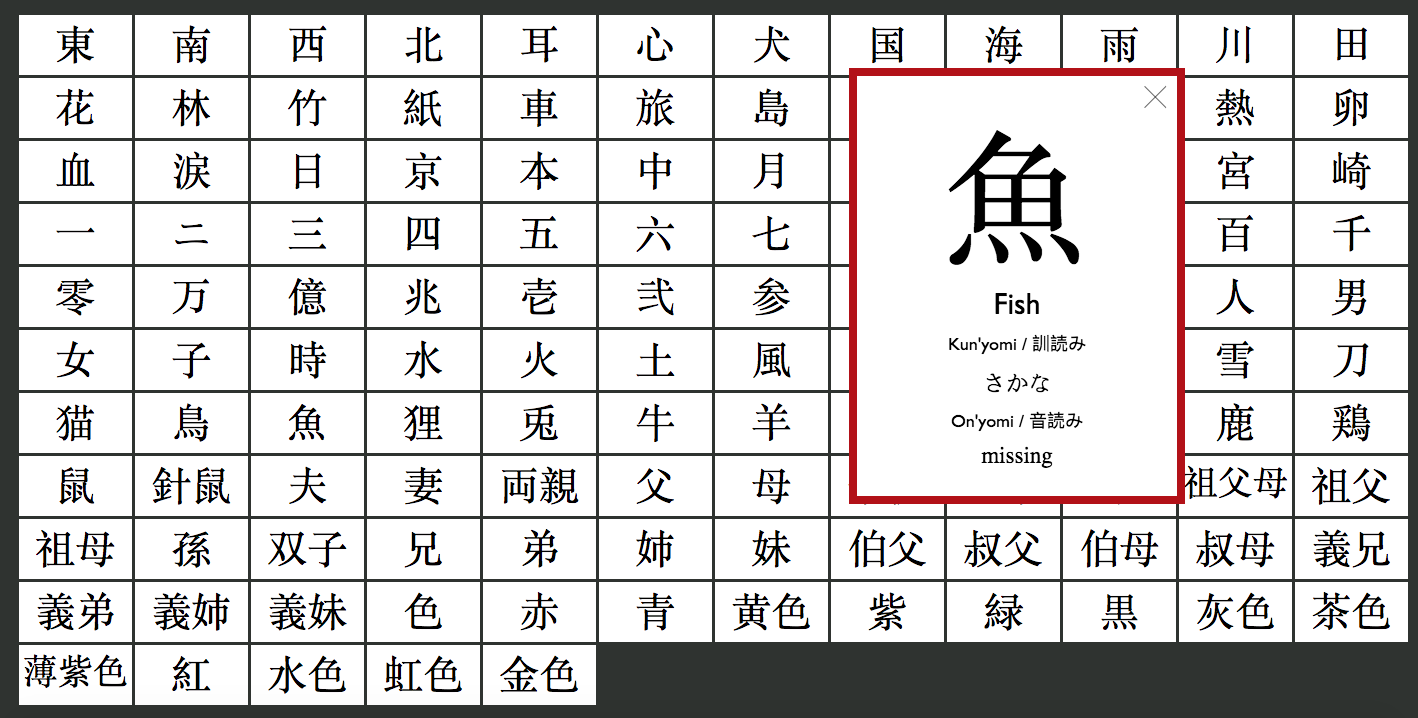 東 南 西 北 耳 心 犬 国 海 雨 川 田
花 林 竹 紙 車 旅 島 熱 卵
血 涙 日 京 本 中 月 宮 崎
一 二 三 四 五 六 七 百 千
零 万 億 兆 壱 弐 参 人 男
女 子 時 水 火 土 風 雪 刀
猫 鳥 魚 狸 兎 牛 羊 鹿 鶏
鼠 針鼠 夫 妻 両親 父 母 祖父母 祖父
祖母 孫 双子 兄 弟 姉 妹 伯父 叔父 伯母 叔母 義兄
義弟 義姉 義妹 色 赤 青 黄色 紫 緑 黒 灰色 茶色
薄紫色 紅 水色 虹色 金色
魚
Fish
Kun'yomi / 訓読み
さかな
On'yomi / 音読み
missing